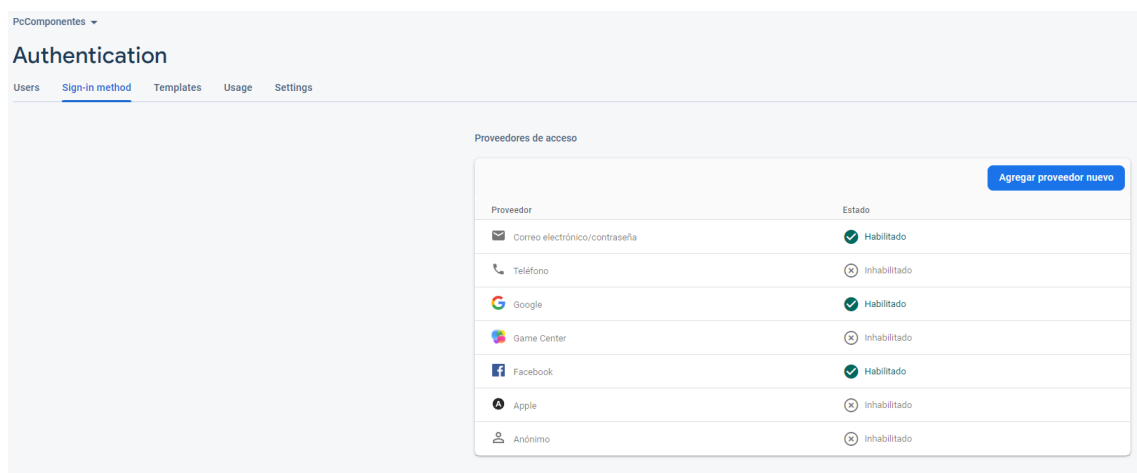 PcComponentes
Authentication
Users Sign-in method Templates Usage Settings
Proveedores de acceso
Agregar proveedor nuevo
Proveedor Estado
Correo electrónico/contraseña Habilitado
Teléfono Inhabilitado
Google Habilitado
Game Center Inhabilitado
Facebook Habilitado
Apple Inhabilitado
Anónimo Inhabilitado